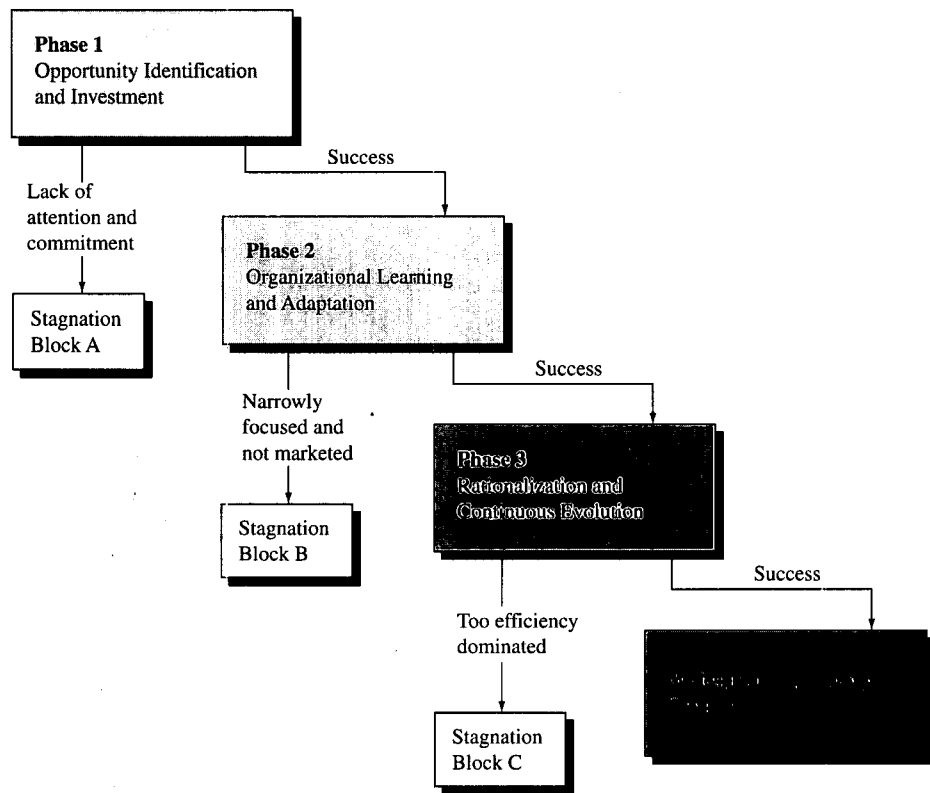 Phase 1
Opportunity Identification
and Investment
Success
Lack of
attention and
commitment
Phase 2
Organizational Learning
and Adaptation
Stagnation
Block A
Success
Narrowly
focused and
not marketed
Phase 3
Rationalization and
Continuous Evolution
Stagnation
Block B
Success
Too efficiency
dominated
Stagnation
Block C